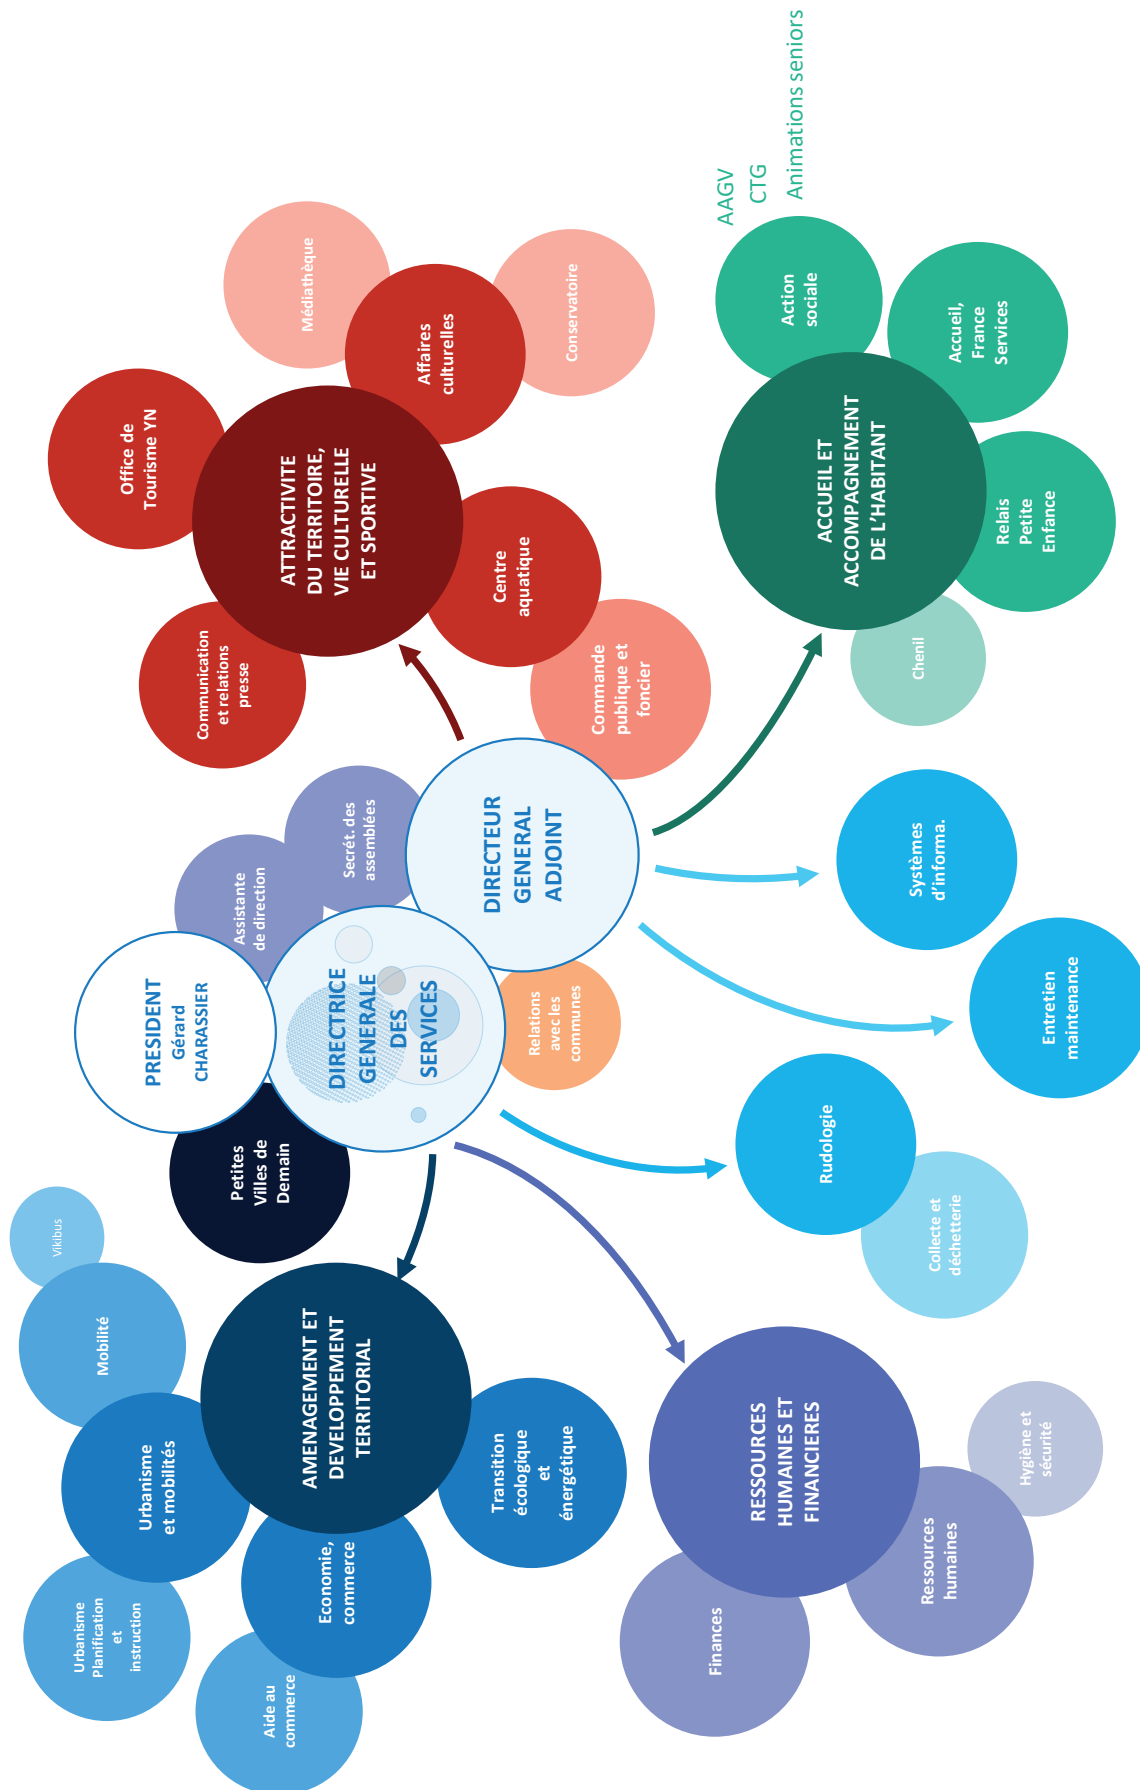 Vikibus
Mobilité
Urbanisme
et mobilités
Urbanisme
Planification
et
instruction
Aide au
commerce
Economie,
commerce
AMENAGEMENT ET
DEVELOPPEMENT
TERRITORIAL
Transition
écologique
et
énergétique
Petites
Villes de
Demain
PRESIDENT
Gérard
CHARASSIER
Assistante
de direction
Secrét. des
assemblées
DIRECTRICE
GENERALE
DES
SERVICES
DIRECTEUR
GENERAL
ADJOINT
Relations
avec les
communes
Commande
publique et
foncier
Communication
et relations
presse
Office de
Tourisme YN
ATTRACTIVITE
DU TERRITOIRE,
VIE CULTURELLE
ET SPORTIVE
Médiathèque
Affaires
culturelles
Conservatoire
Centre
aquatique
RESSOURCES
HUMAINES ET
FINANCIERES
Finances
Ressources
humaines
Hygiène et
sécurité
Rudologie
Collecte et
déchetterie
Entretien
maintenance
Systèmes
d'informa.
ACCUEIL ET
ACCOMPAGNEMENT
DE L'HABITANT
Chenil
Relais
Petite
Enfance
Accueil,
France
Services
Action
sociale
AAGV
CTG
Animations seniors